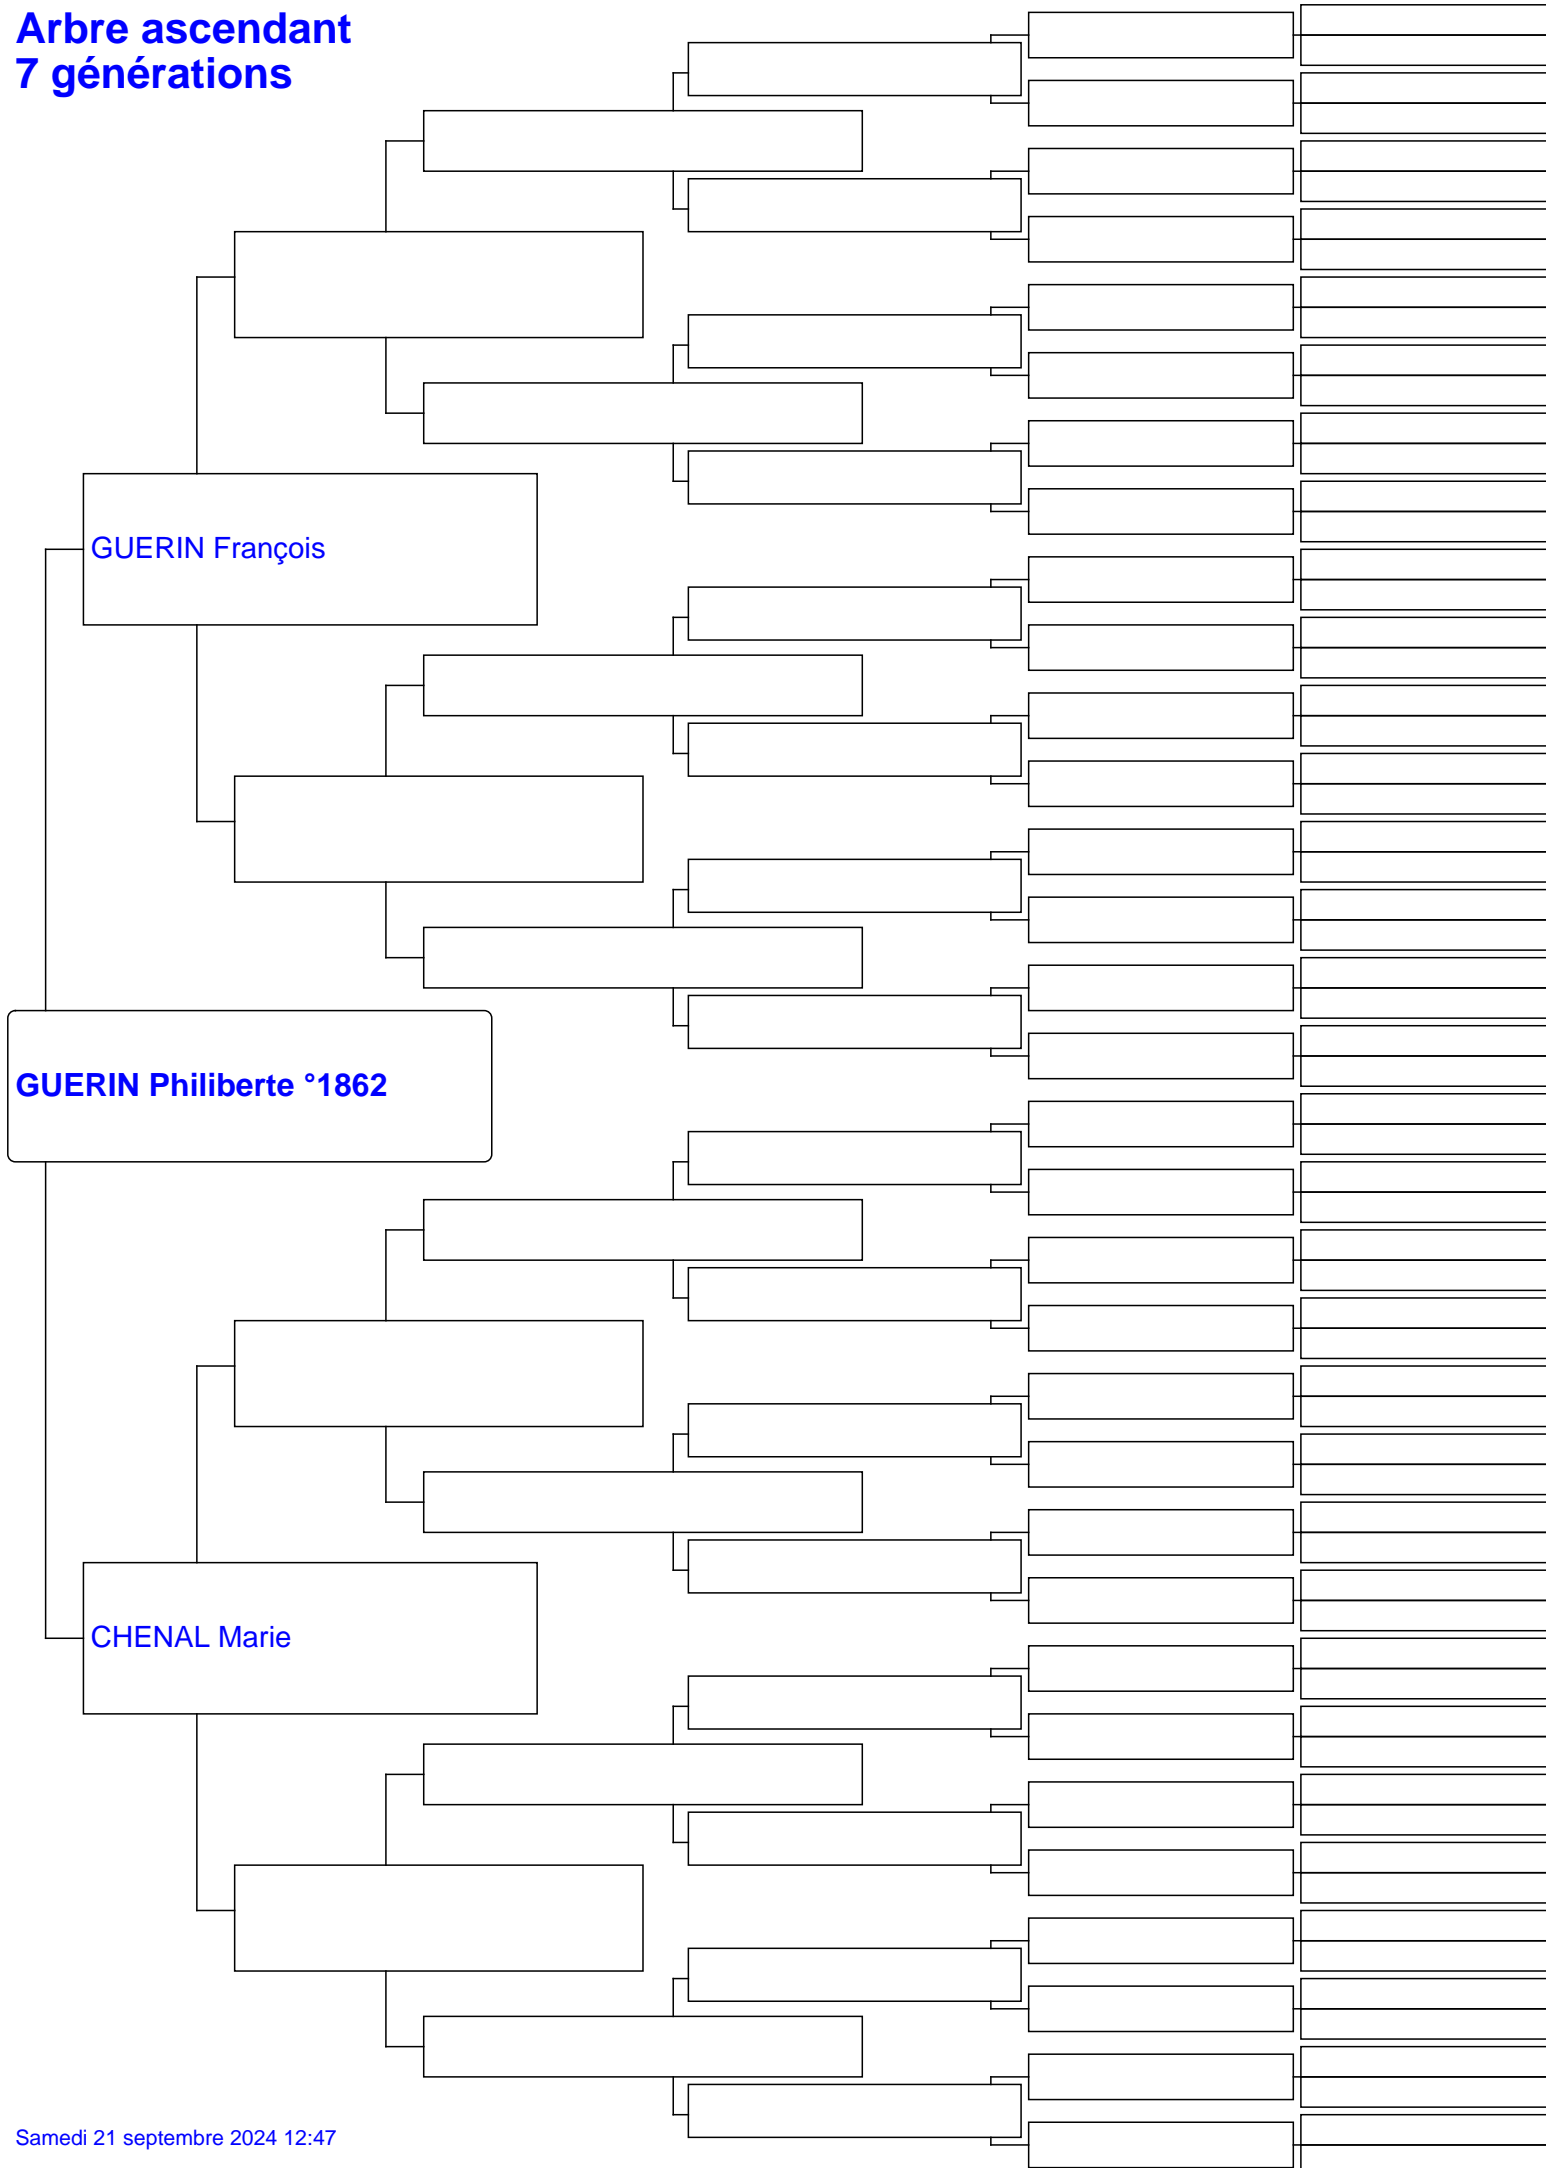 Arbre ascendant
7 générations
GUERIN François
GUERIN Philiberte °1862
CHENAL Marie
Samedi 21 septembre 2024 12:47